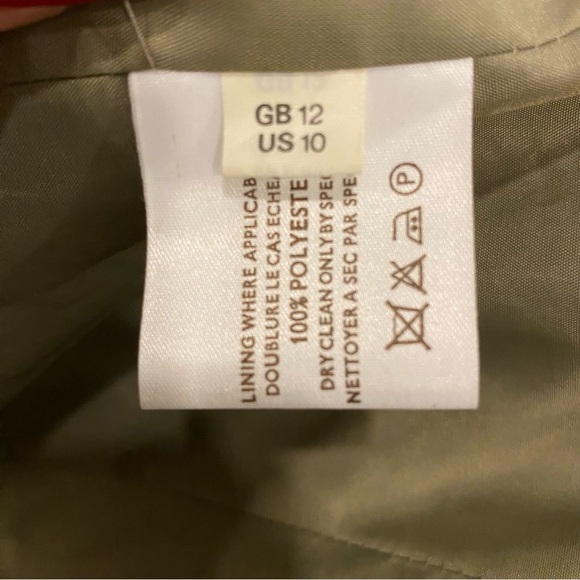 GB 12
US 10
LINING WHERE APPLICAB
DOUBLURE LE CAS ECHEA
100% POLYESTE
DRY CLEAN ONLY BY SPEC
NETTOYER A SEC PAR SPE
P